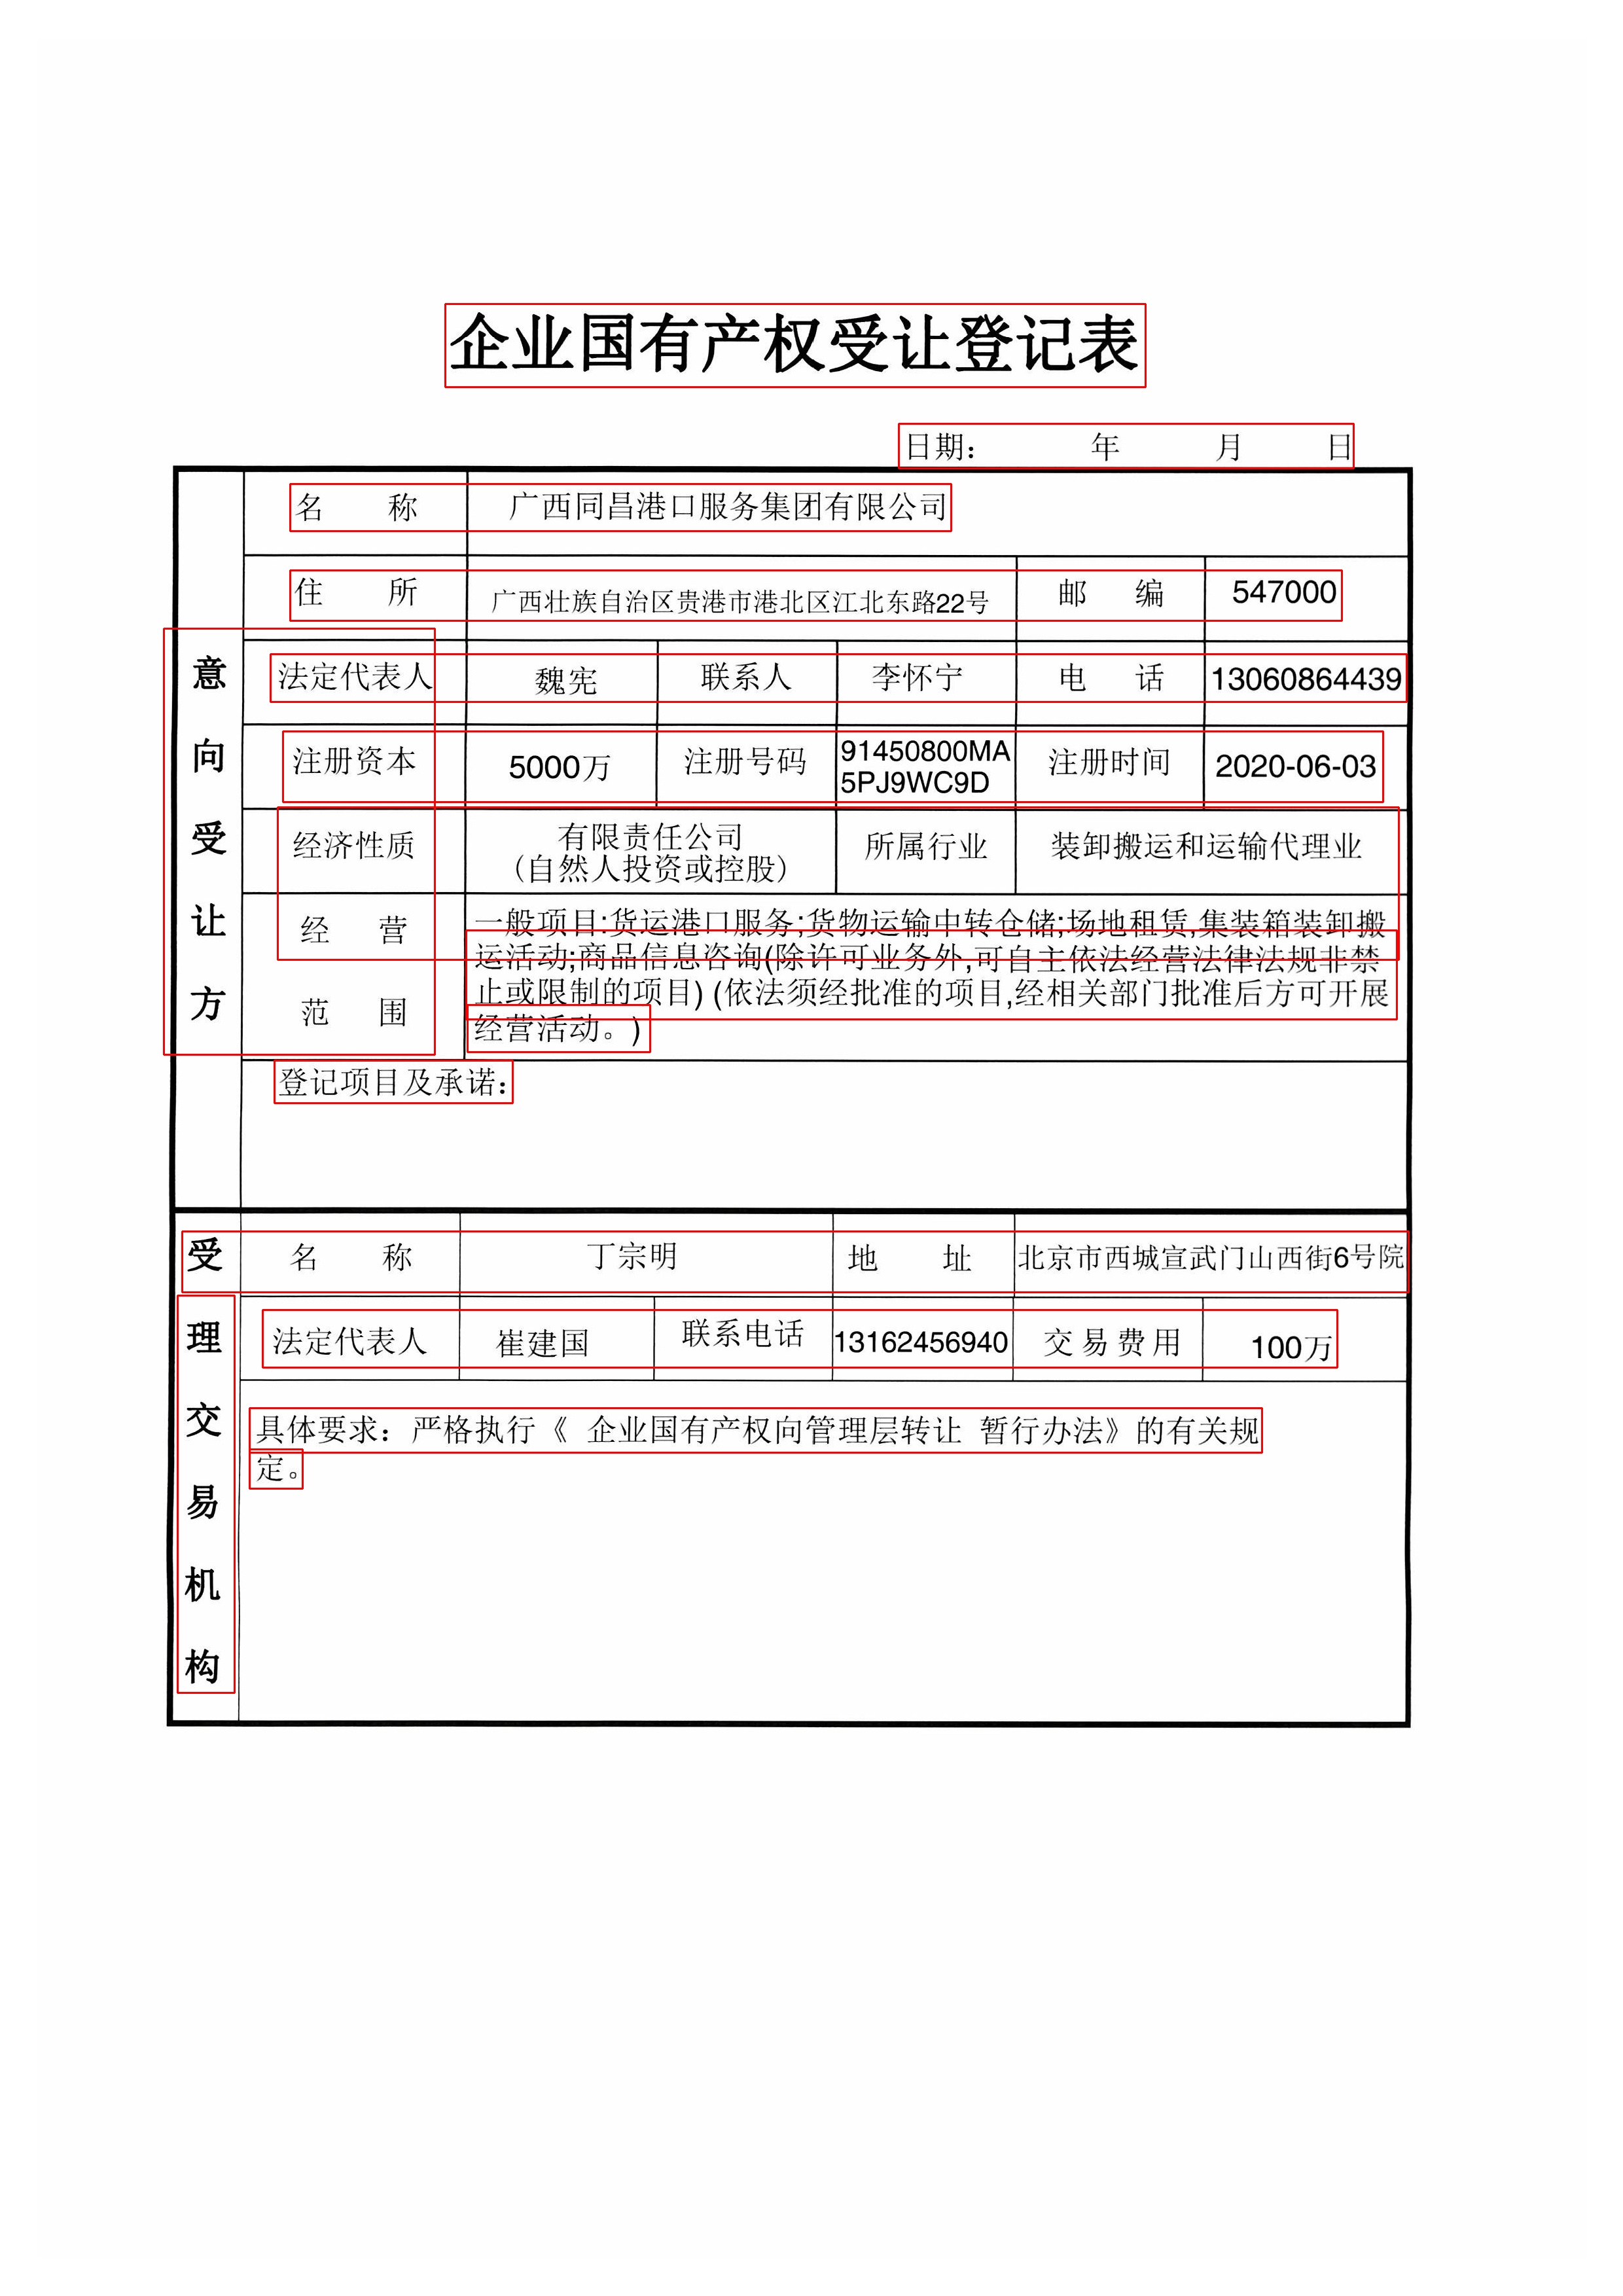 企业国有产权受让登记表
日期： 年 月 日
意向受让方
名 称 广西同昌港口服务集团有限公司
住 所 广西壮族自治区贵港市港北区江北东路22号 邮 编 547000
法定代表人 魏宪 联系人 李怀宁 电 话 13060864439
注册资本 5000万 注册号码 91450800MA
5PJ9WC9D 注册时间 2020-06-03
经济性质 有限责任公司
（自然人投资或控股） 所属行业 装卸搬运和运输代理业
经 营
范 围
一般项目:货运港口服务;货物运输中转仓储;场地租赁,集装箱装卸搬
运活动;商品信息咨询(除许可业务外,可自主依法经营法律法规非禁
止或限制的项目) (依法须经批准的项目,经相关部门批准后方可开展
经营活动。)
登记项目及承诺：
受理交易机构
名 称 丁宗明 地 址 北京市西城宣武门山西街6号院
法定代表人 崔建国 联系电话 13162456940 交易费用 100万
具体要求：严格执行《 企业国有产权向管理层转让 暂行办法》的有关规
定。